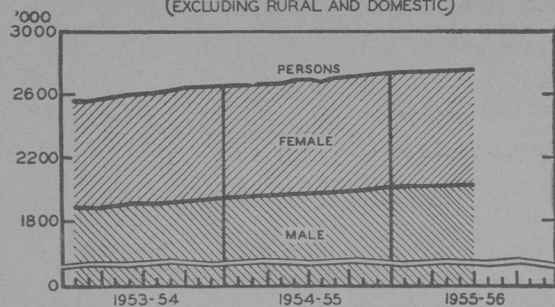 (EXCLUDING RURAL AND DOMESTIC)
'000
3000
PERSONS
2600
FEMALE
2200
1800
MALE
0
1953-54 1954-55 1955-56